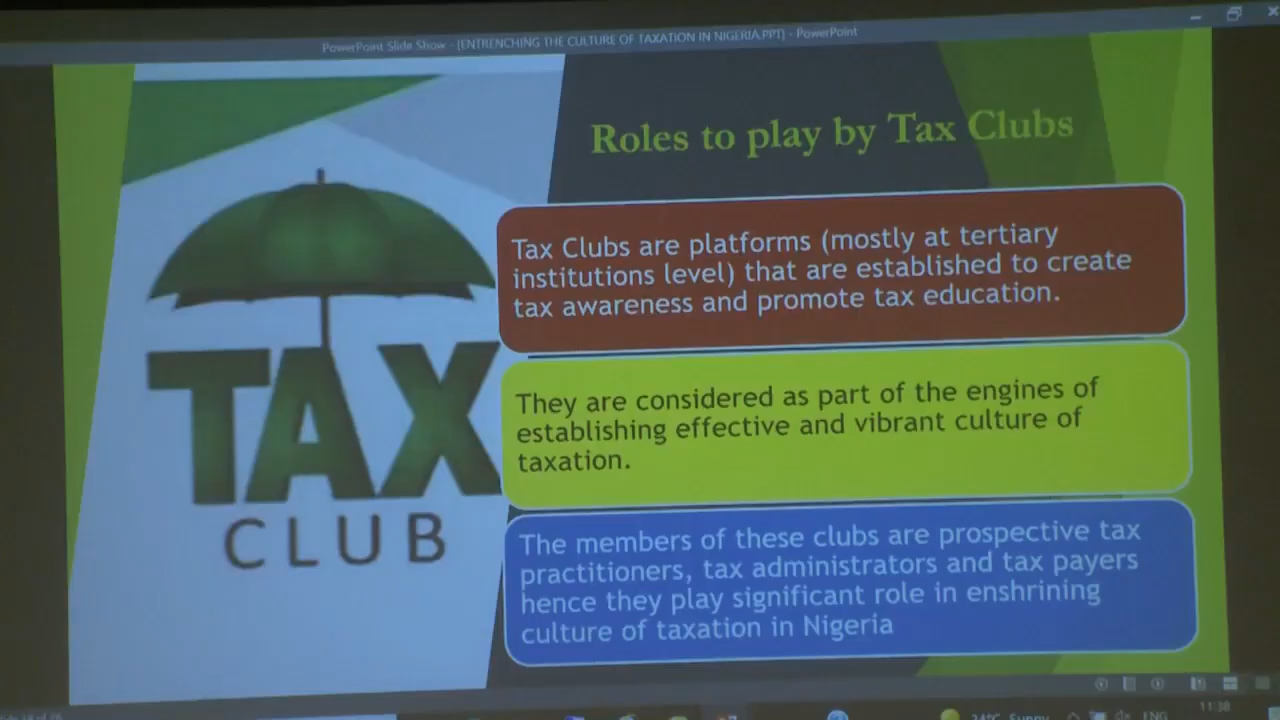 PowerPoint Slide Show - [ENTRENCHING THE CULTURE OF TAXATION IN NIGERIA.PPT] - PowerPoint
Roles to play by Tax Clubs
TAX
CLUB
Tax Clubs are platforms (mostly at tertiary
institutions level) that are established to create
tax awareness and promote tax education.
They are considered as part of the engines of
establishing effective and vibrant culture of
taxation.
The members of these clubs are prospective tax
practitioners, tax administrators and tax payers
hence they play significant role in enshrining
culture of taxation in Nigeria
11:38
Sunny
ENG